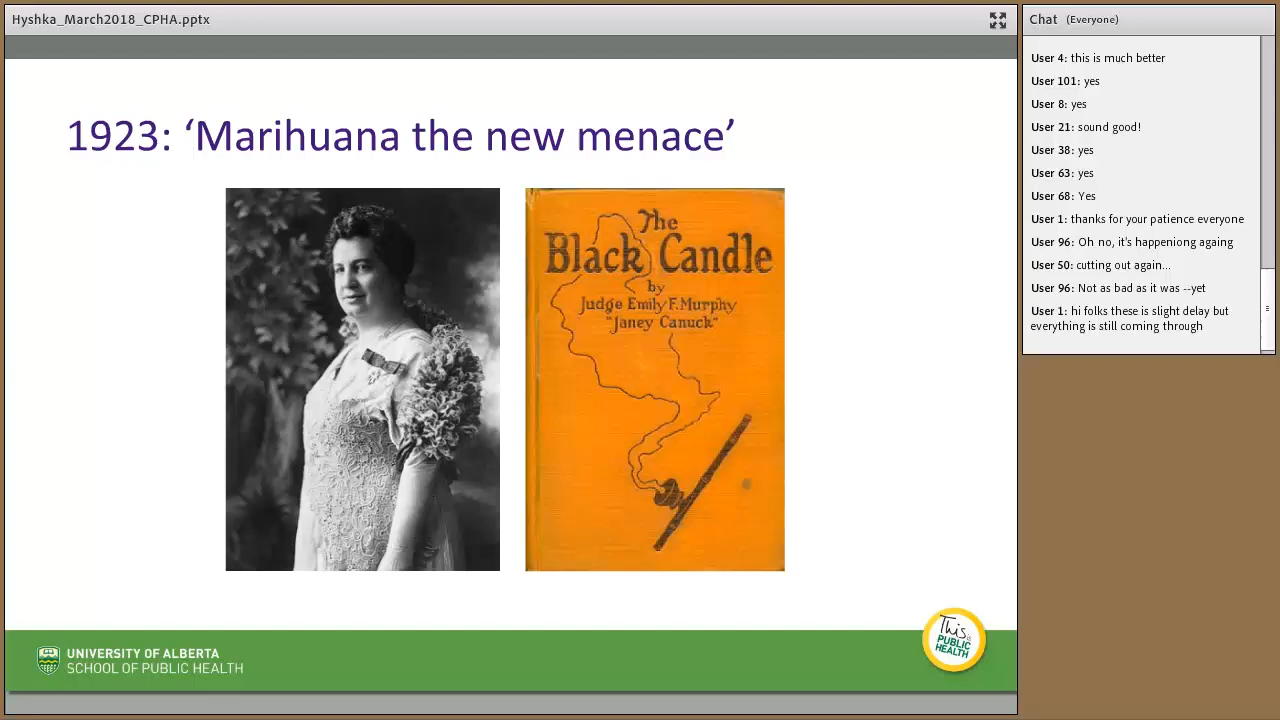 Hyshka_March2018_CPHA.pptx
1923: ‘Marihuana the new menace’
The
Black Candle
by
Judge Emily F. Murphy
"Janey Canuck"
UNIVERSITY OF ALBERTA
SCHOOL OF PUBLIC HEALTH
This
is
PUBLIC
HEALTH
Chat (Everyone)
User 4: this is much better
User 101: yes
User 8: yes
User 21: sound good!
User 38: yes
User 63: yes
User 68: Yes
User 1: thanks for your patience everyone
User 96: Oh no, it's happeniong againg
User 50: cutting out again...
User 96: Not as bad as it was --yet
User 1: hi folks these is slight delay but
everything is still coming through